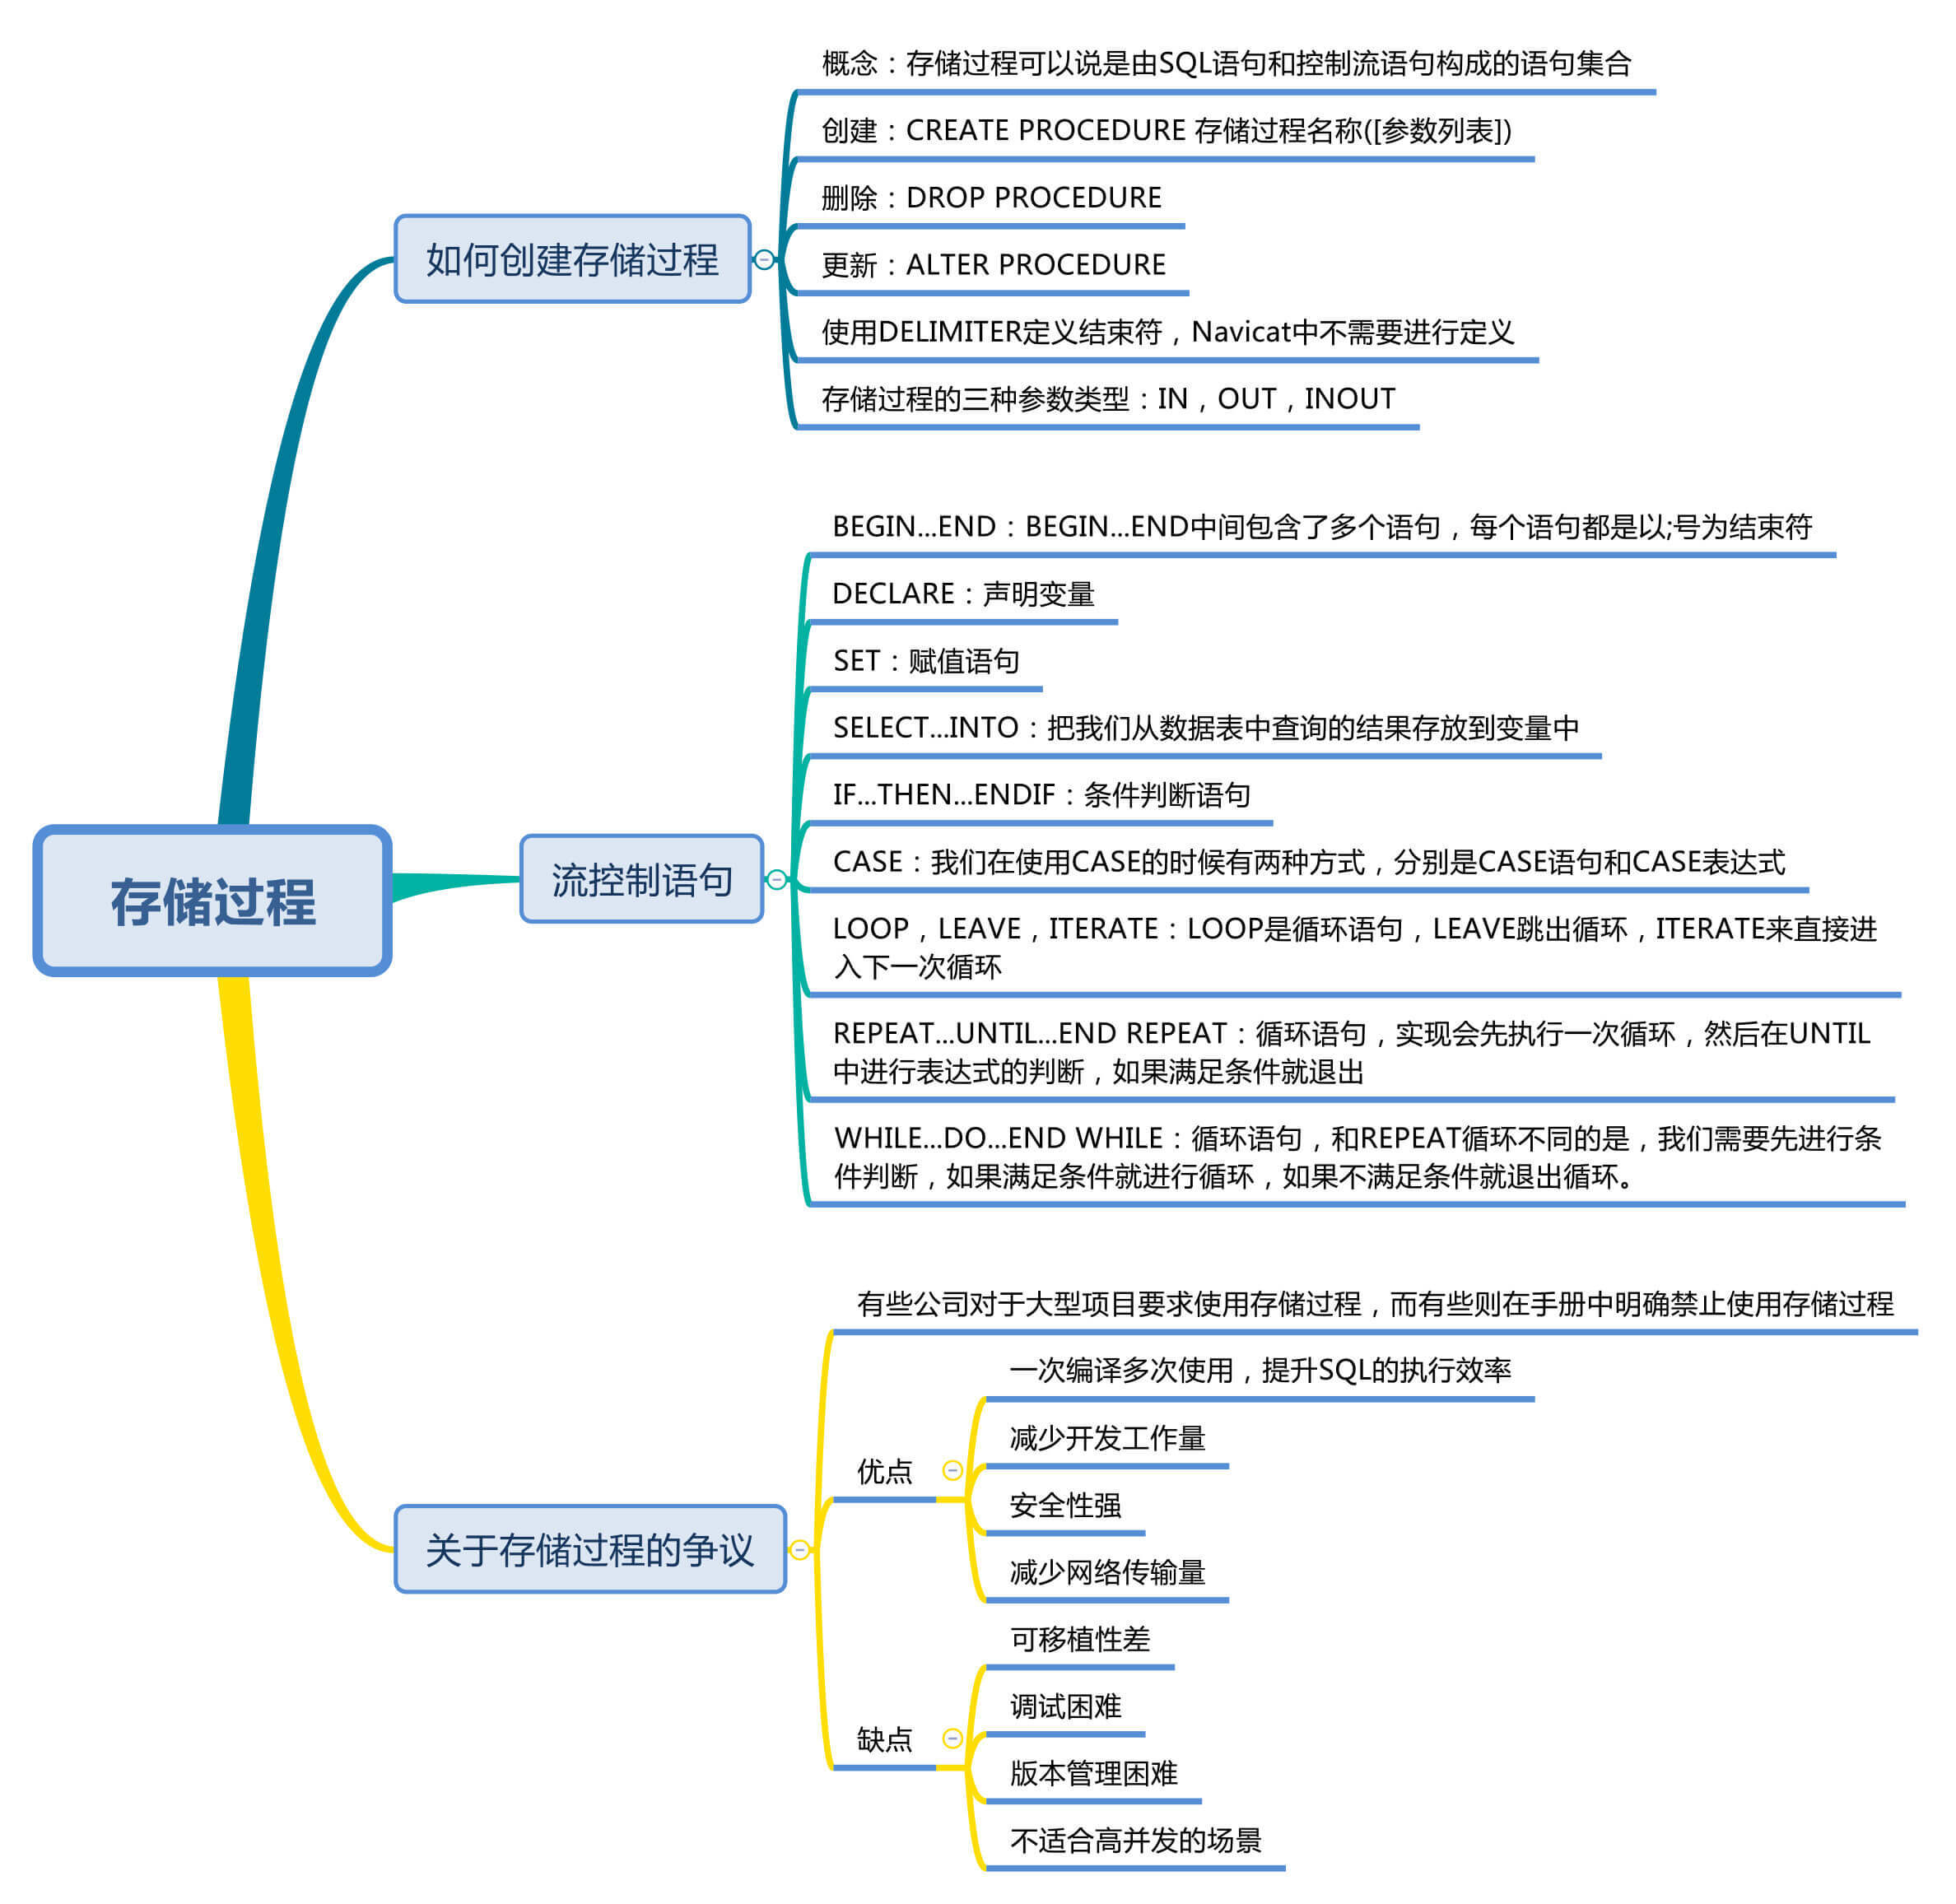 概念：存储过程可以说是由SQL语句和控制流语句构成的语句集合
创建：CREATE PROCEDURE 存储过程名称([参数列表])
删除：DROP PROCEDURE
如何创建存储过程
更新：ALTER PROCEDURE
使用DELIMITER定义结束符，Navicat中不需要进行定义
存储过程的三种参数类型：IN，OUT，INOUT
BEGIN...END：BEGIN...END中间包含了多个语句，每个语句都是以;号为结束符
DECLARE：声明变量
SET：赋值语句
SELECT...INTO：把我们从数据表中查询的结果存放到变量中
IF...THEN...ENDIF：条件判断语句
存储过程
流控制语句
CASE：我们在使用CASE的时候有两种方式，分别是CASE语句和CASE表达式
LOOP，LEAVE，ITERATE：LOOP是循环语句，LEAVE跳出循环，ITERATE来直接进
入下一次循环
REPEAT...UNTIL...END REPEAT：循环语句，实现会先执行一次循环，然后在UNTIL
中进行表达式的判断，如果满足条件就退出
WHILE...DO...END WHILE：循环语句，和REPEAT循环不同的是，我们需要先进行条
件判断，如果满足条件就进行循环，如果不满足条件就退出循环。
有些公司对于大型项目要求使用存储过程，而有些则在手册中明确禁止使用存储过程
一次编译多次使用，提升SQL的执行效率
减少开发工作量
优点
安全性强
减少网络传输量
关于存储过程的争议
可移植性差
调试困难
缺点
版本管理困难
不适合高并发的场景